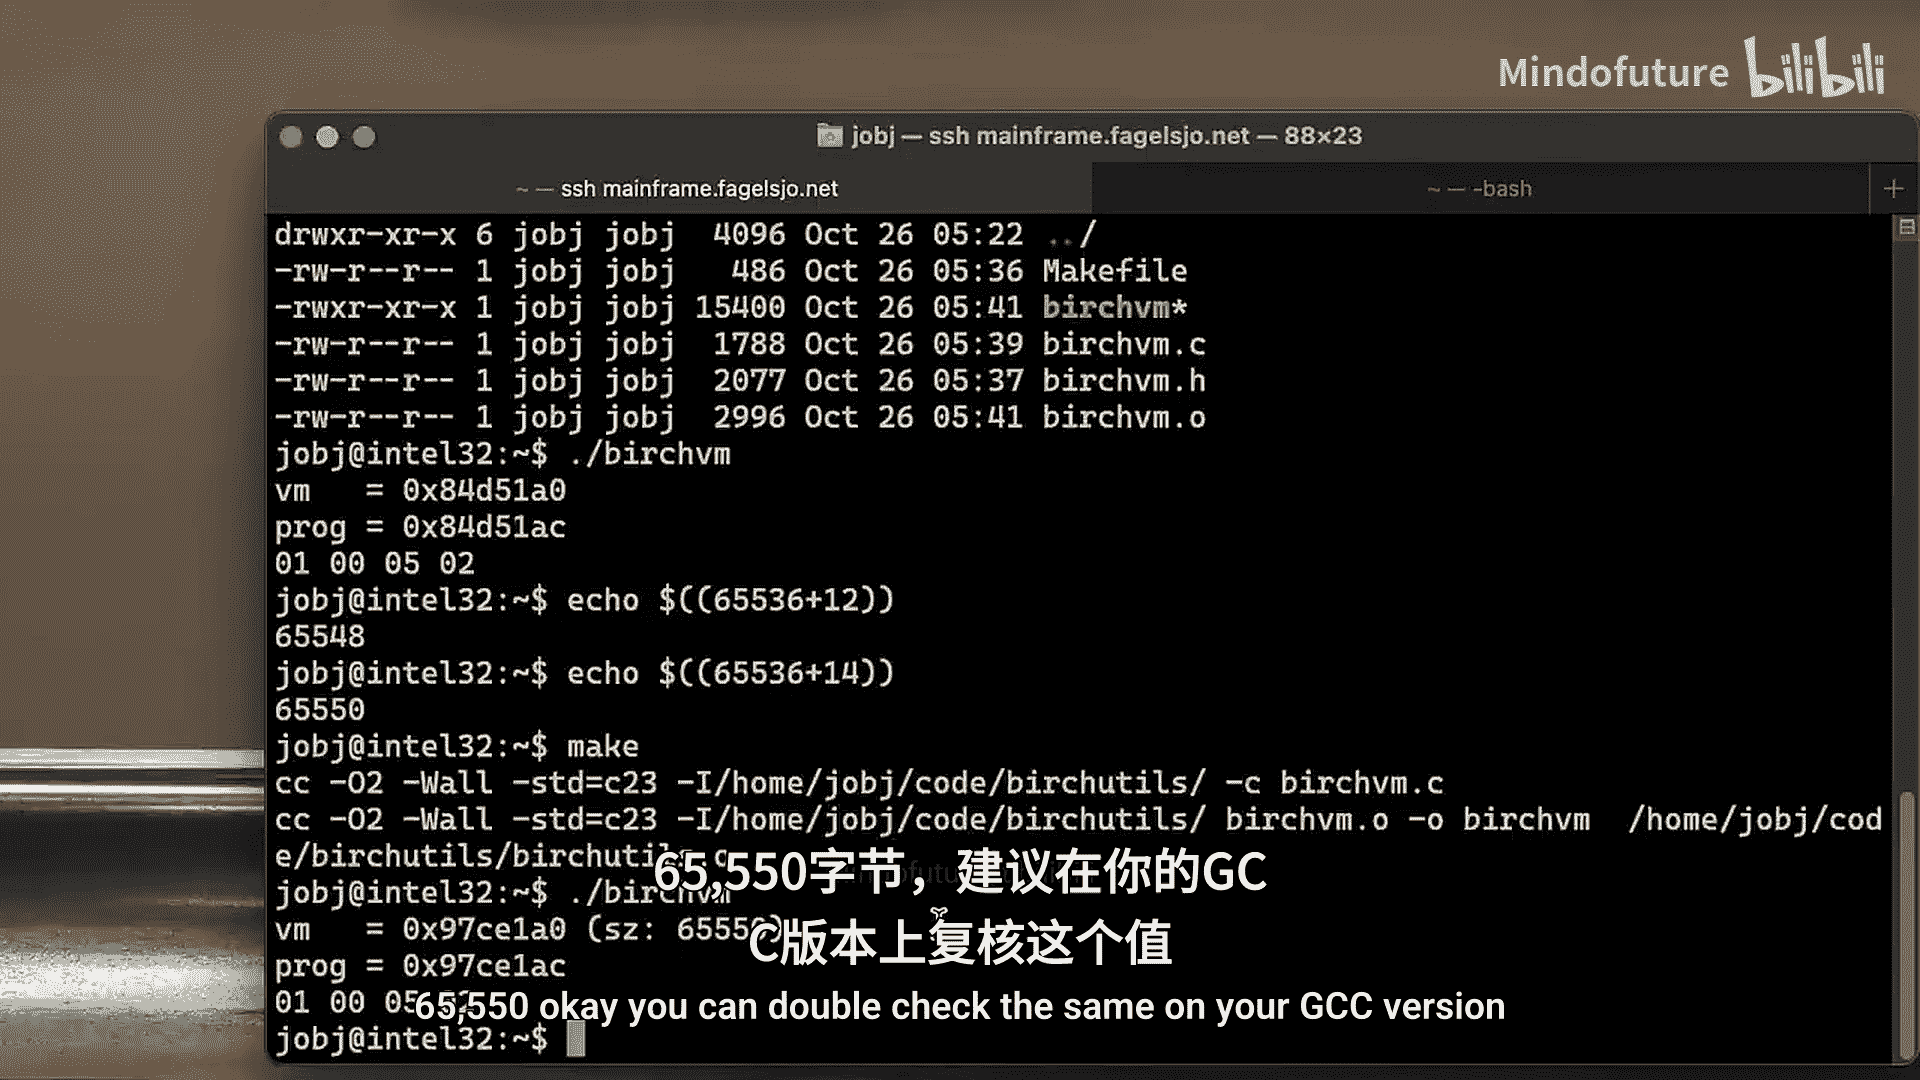 Mindofuture bilibili
jobj — ssh mainframe.fagelsjo.net — 88×23
~ — ssh mainframe.fagelsjo.net
~ — -bash
+
drwxr-xr-x 6 jobj jobj  4096 Oct 26 05:22 ../
-rw-r--r-- 1 jobj jobj   486 Oct 26 05:36 Makefile
-rwxr-xr-x 1 jobj jobj 15400 Oct 26 05:41 birchvm*
-rw-r--r-- 1 jobj jobj  1788 Oct 26 05:39 birchvm.c
-rw-r--r-- 1 jobj jobj  2077 Oct 26 05:37 birchvm.h
-rw-r--r-- 1 jobj jobj  2996 Oct 26 05:41 birchvm.o
jobj@intel32:~$ ./birchvm
vm   = 0x84d51a0
prog = 0x84d51ac
01 00 05 02
jobj@intel32:~$ echo $((65536+12))
65548
jobj@intel32:~$ echo $((65536+14))
65550
jobj@intel32:~$ make
cc -O2 -Wall -std=c23 -I/home/jobj/code/birchutils/ -c birchvm.c
cc -O2 -Wall -std=c23 -I/home/jobj/code/birchutils/ birchvm.o -o birchvm  /home/jobj/cod
e/birchutils/birchutils.c
65,550字节，建议在你的GC
jobj@intel32:~$ ./birchvm
vm   = 0x97ce1a0 (sz: 65550)
C版本上复核这个值
prog = 0x97ce1ac
01 00 05
65,550 okay you can double check the same on your GCC version
jobj@intel32:~$